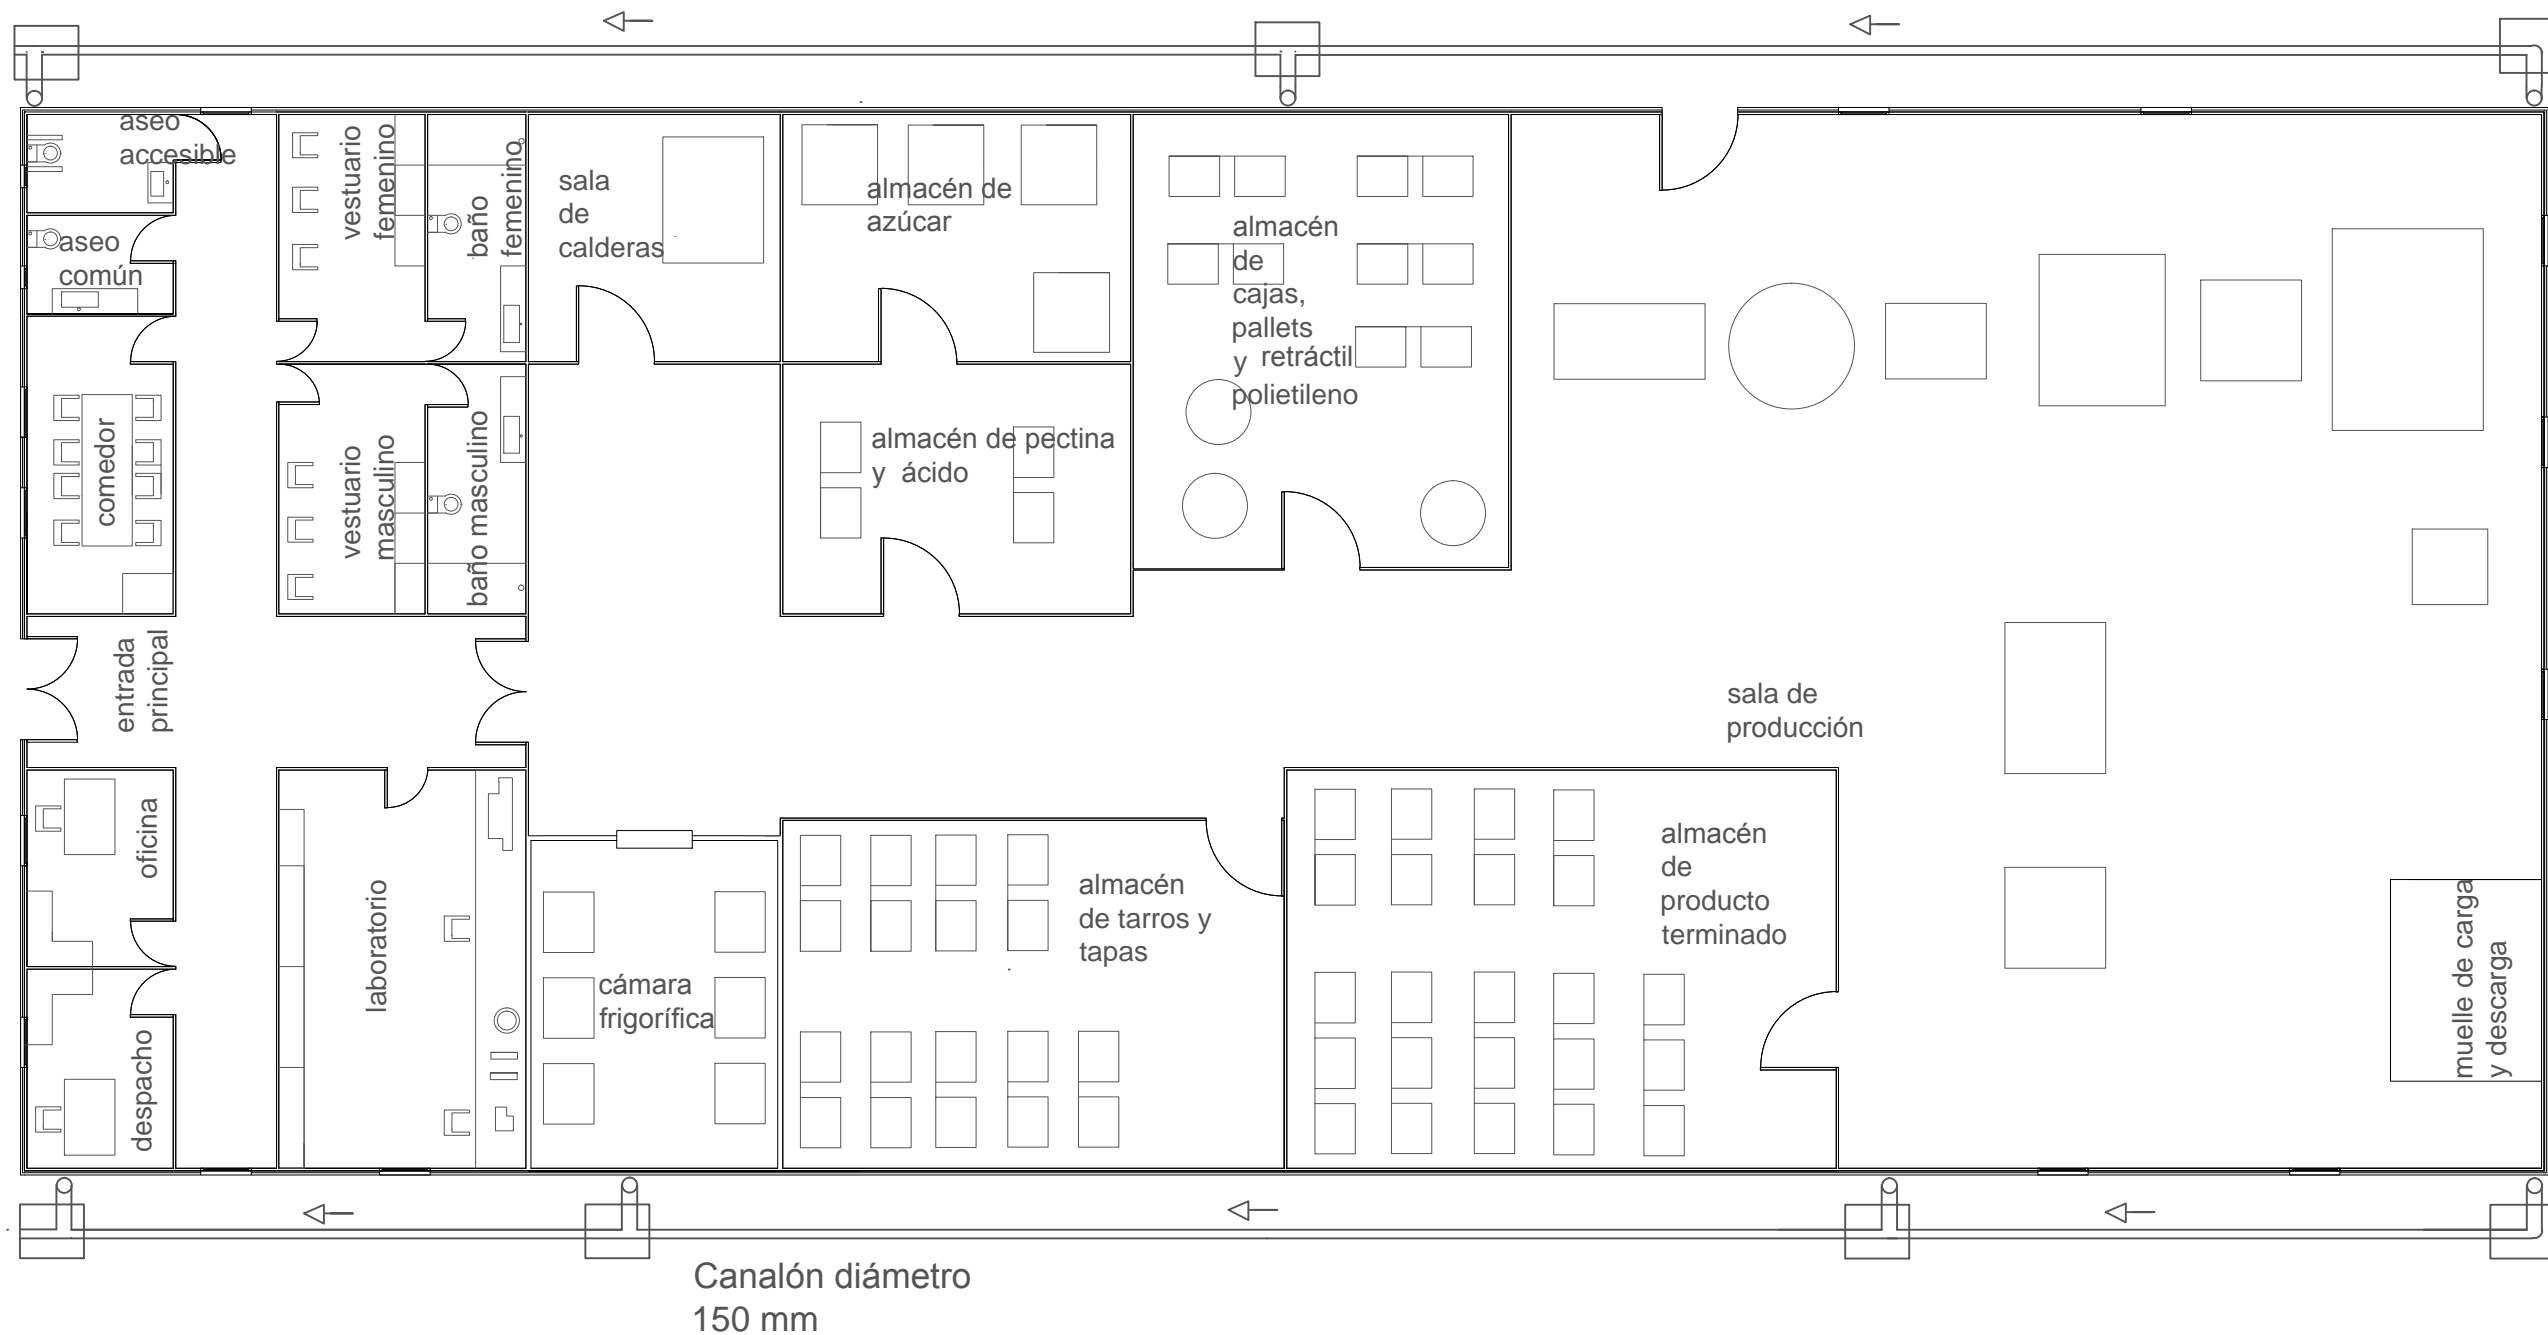 aseo
accesible
vestuario
femenino
baño
femenino
sala
de
calderas
almacén de
azúcar
almacén
de
cajas,
pallets
y retráctil
polietileno
aseo
común
comedor
vestuario
masculino
baño masculino
almacén de pectina
y ácido
entrada
principal
sala de
producción
oficina
despacho
laboratorio
cámara
frigorífica
almacén
de tarros y
tapas
almacén
de
producto
terminado
muelle de carga
y descarga
Canalón diámetro
150 mm